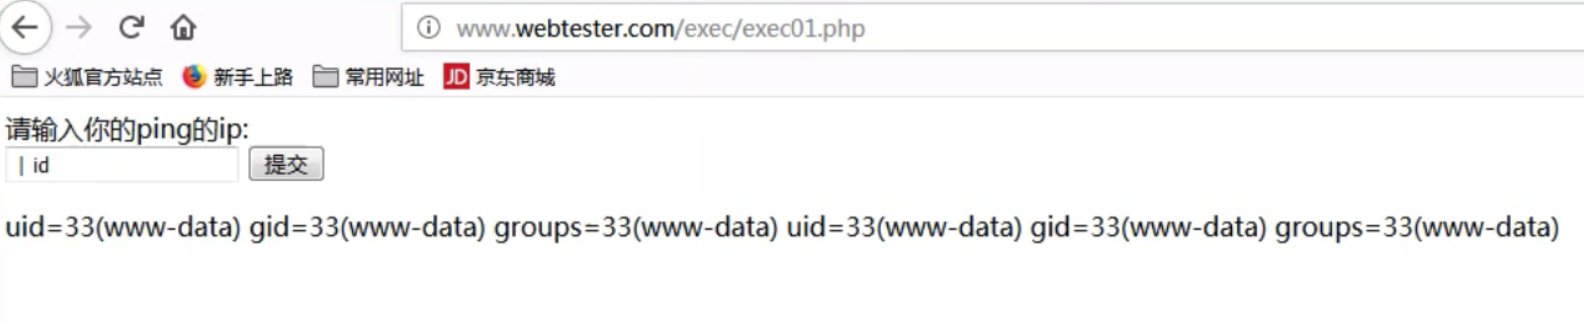 www.webtester.com/exec/exec01.php
火狐官方站点 新手上路 常用网址 JD 京东商城
请输入你的ping的ip:
| id 提交
uid=33(www-data) gid=33(www-data) groups=33(www-data) uid=33(www-data) gid=33(www-data) groups=33(www-data)